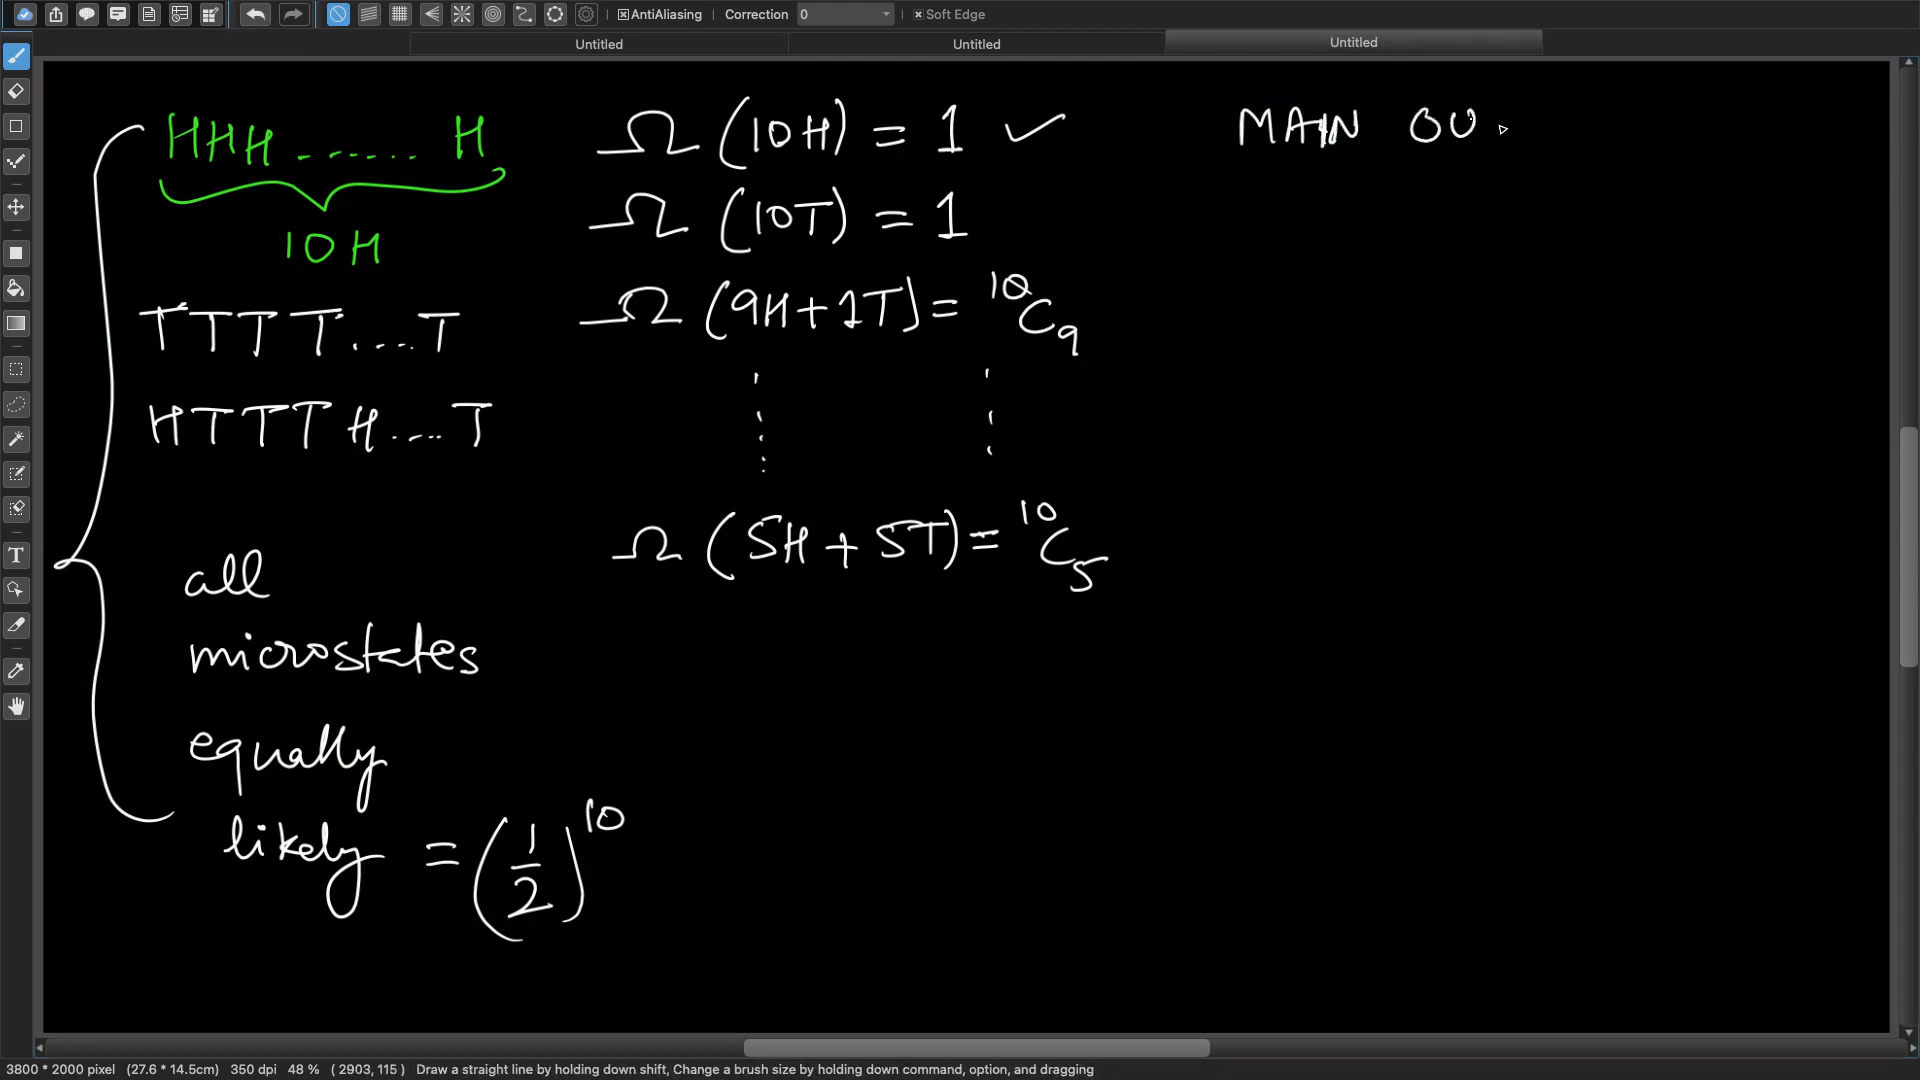 AntiAliasing Correction 0 Soft Edge
Untitled Untitled Untitled
HHH ...... H
10 H
TTTT....T
HTTTH....T
all
microstates
equally
likely = (1/2)^10
Ω (10H) = 1 ✓
Ω (10T) = 1
Ω (9H+1T) = ¹⁰C₉
Ω (5H + 5T) = ¹⁰C₅
MAIN OU
3800 * 2000 pixel (27.6 * 14.5cm) 350 dpi 48 % ( 2903, 115 ) Draw a straight line by holding down shift, Change a brush size by holding down command, option, and dragging